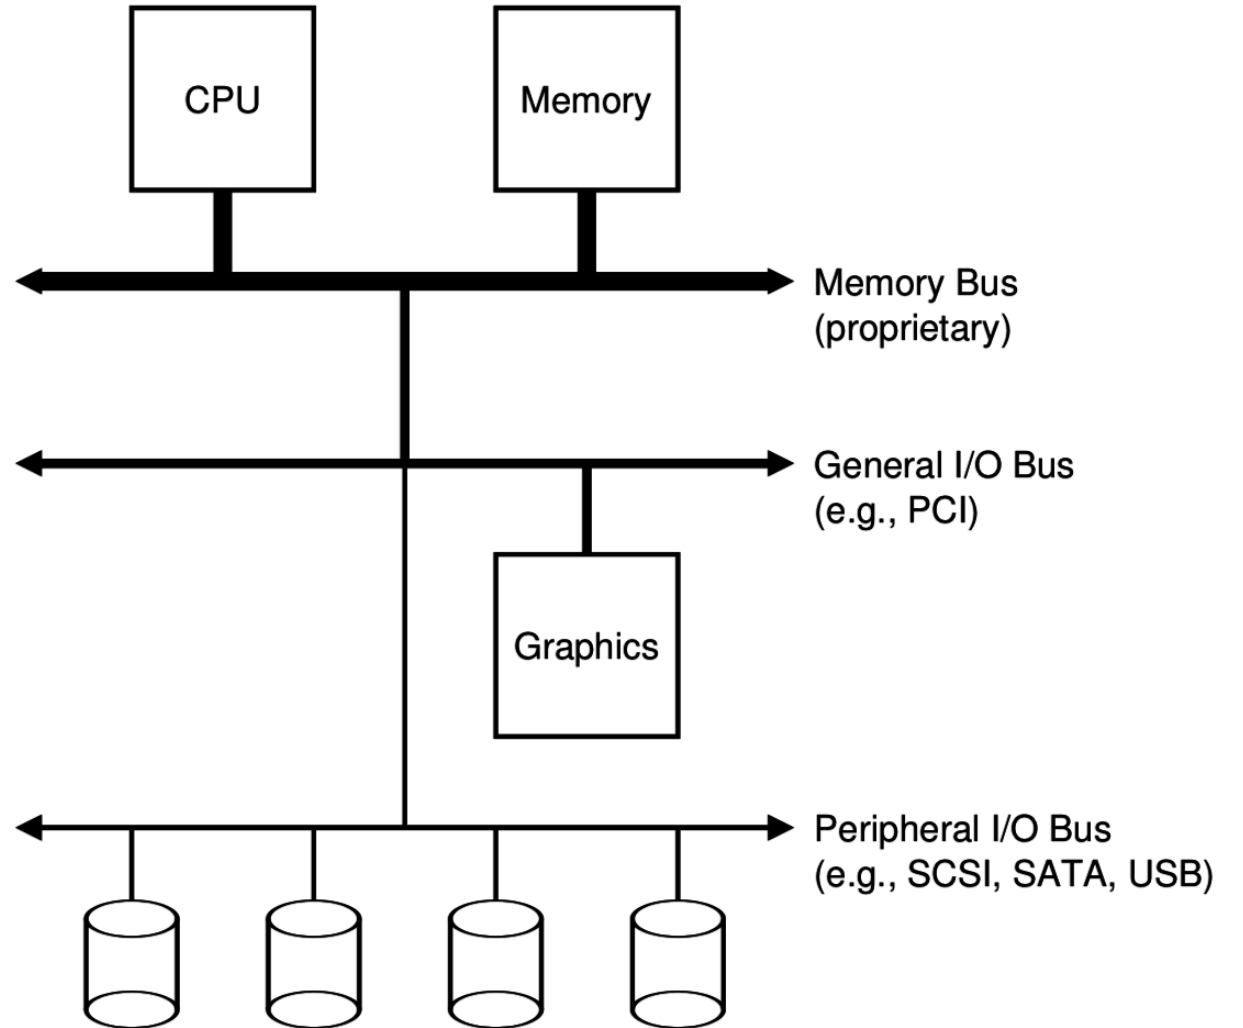 CPU
Memory
Memory Bus
(proprietary)
General I/O Bus
(e.g., PCI)
Graphics
Peripheral I/O Bus
(e.g., SCSI, SATA, USB)